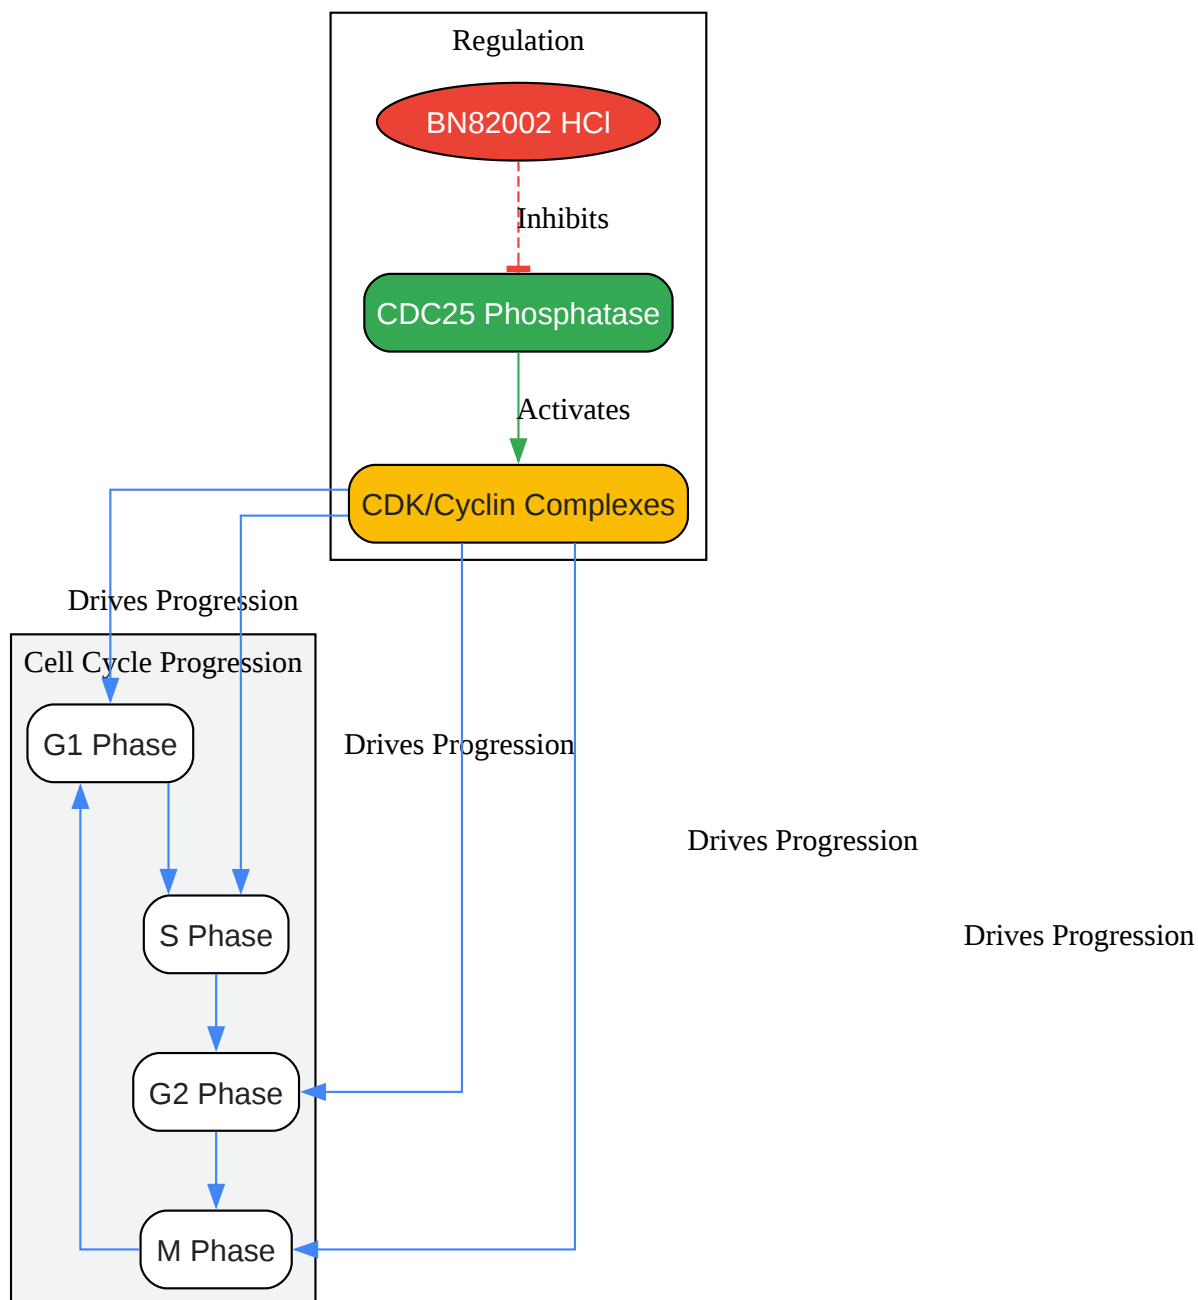 Regulation
BN82002 HCl
Inhibits
CDC25 Phosphatase
Activates
CDK/Cyclin Complexes
Drives Progression
Cell Cycle Progression
G1 Phase
Drives Progression
Drives Progression
S Phase
Drives Progression
G2 Phase
M Phase